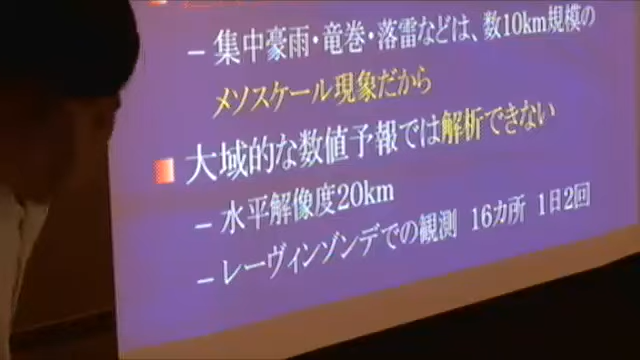 – 集中豪雨・竜巻・落雷などは、数10km規模の
メソスケール現象だから
■ 大域的な数値予報では解析できない
– 水平解像度20km
– レーヴィンゾンデでの観測 16カ所 1日2回